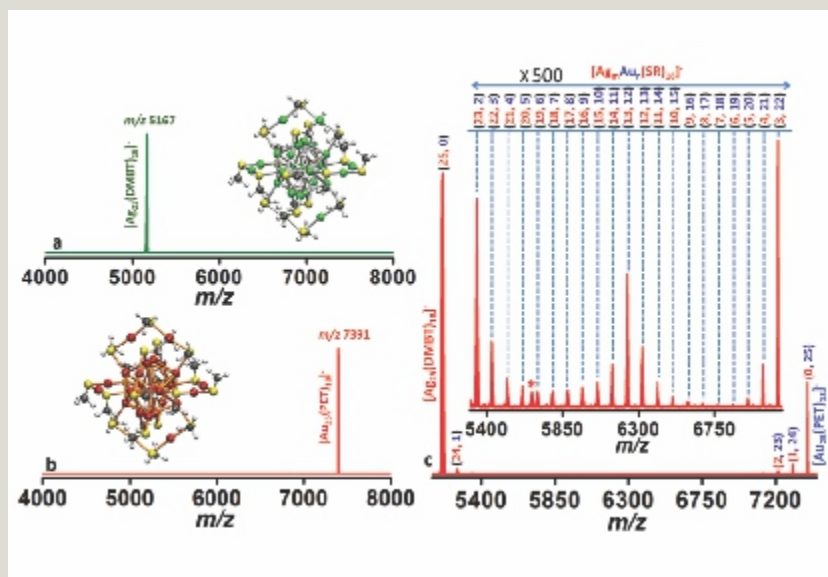 m/z 5167
[Ag25(DMBT)18]-
a
4000 5000 6000 7000 8000
m/z
m/z 7391
[Au25(PET)18]-
b
4000 5000 6000 7000 8000
m/z
X 500
[AgmAun(SR)18]-
(25, 0)
(23, 2)
(22, 3)
(21, 4)
(20, 5)
(19, 6)
(18, 7)
(17, 8)
(16, 9)
(15, 10)
(14, 11)
(13, 12)
(12, 13)
(11, 14)
(10, 15)
(9, 16)
(8, 17)
(7, 18)
(6, 19)
(5, 20)
(4, 21)
(3, 22)
*
5400 5850 6300 6750
m/z
[Ag25(DMBT)18]-
(24, 1)
(2, 23)
(1, 24)
(0, 25)
[Au25(PET)18]-
c
5400 5850 6300 6750 7200
m/z